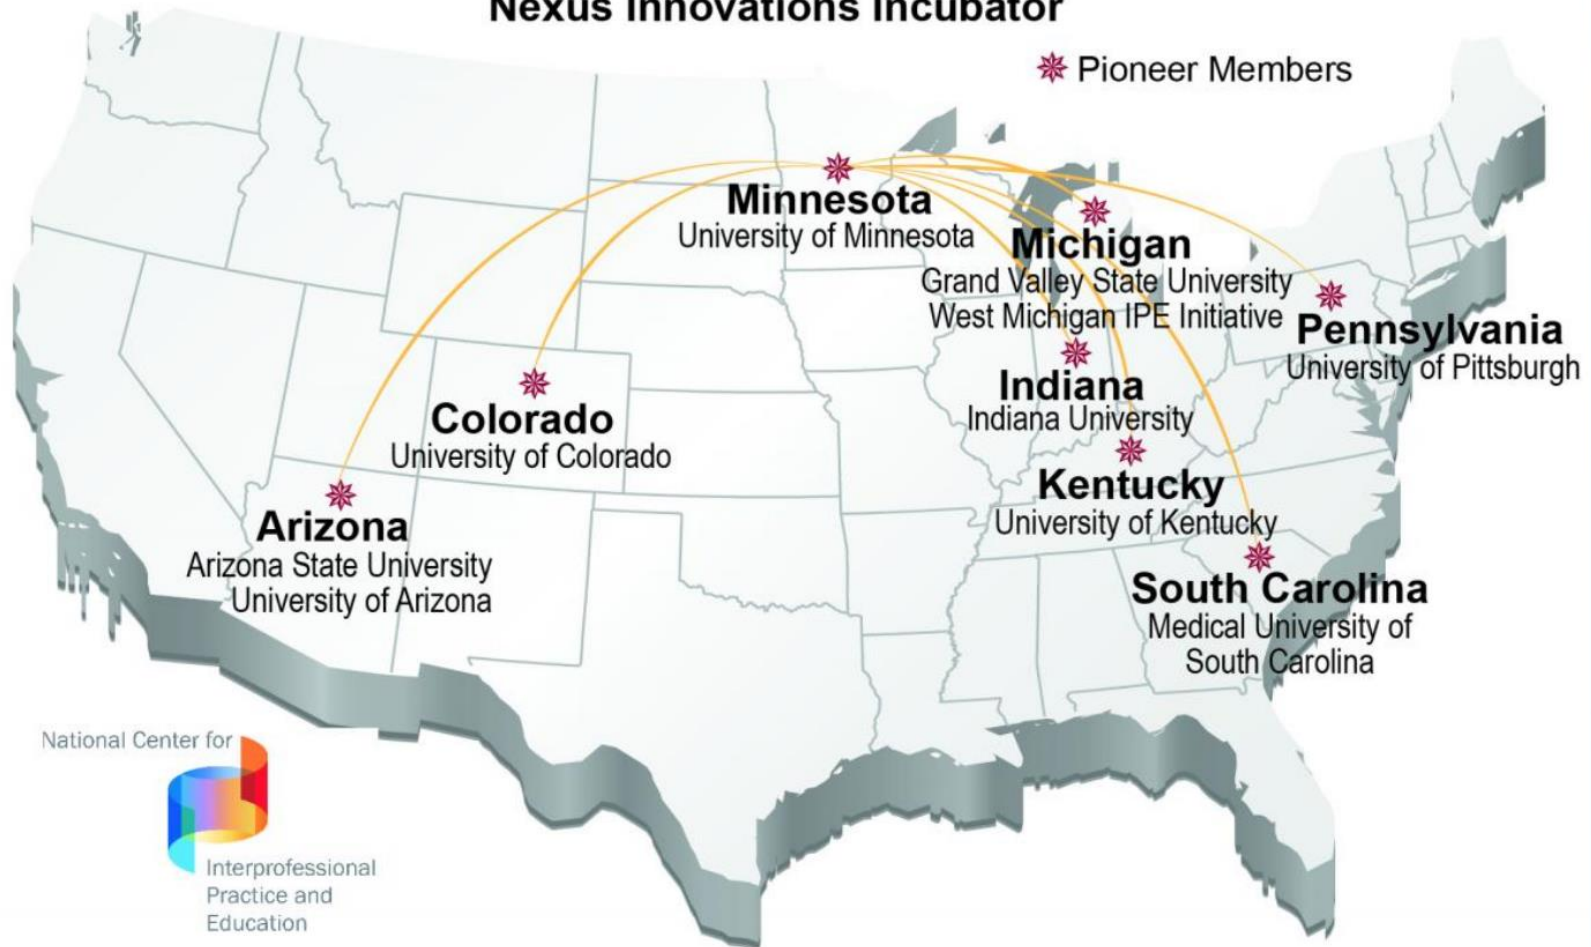 Nexus Innovations Incubator
Pioneer Members
Minnesota
University of Minnesota
Michigan
Grand Valley State University
West Michigan IPE Initiative
Pennsylvania
University of Pittsburgh
Indiana
Indiana University
Colorado
University of Colorado
Kentucky
University of Kentucky
Arizona
Arizona State University
University of Arizona
South Carolina
Medical University of
South Carolina
National Center for
Interprofessional
Practice and
Education